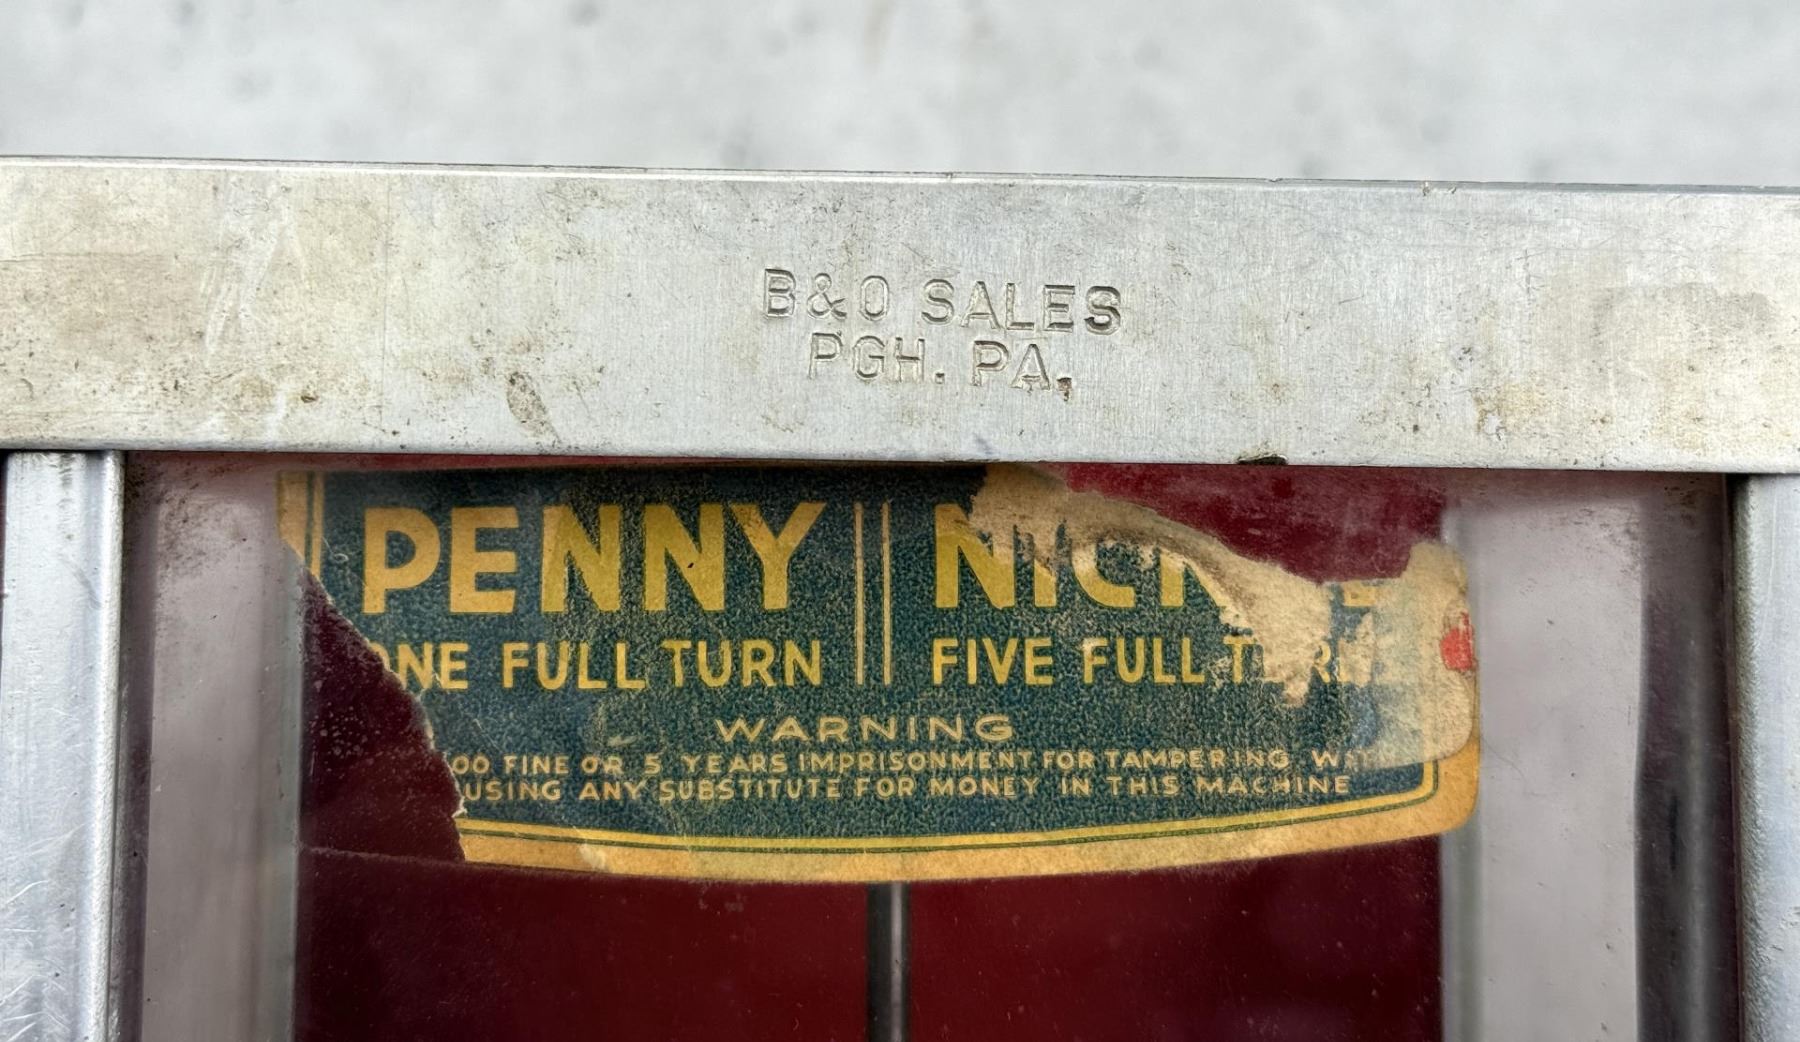 B&O SALES
PGH. PA.
PENNY
ONE FULL TURN
FIVE FULL
WARNING
FINE OR 5 YEARS IMPRISONMENT FOR TAMPERING
USING ANY SUBSTITUTE FOR MONEY IN THIS MACHINE